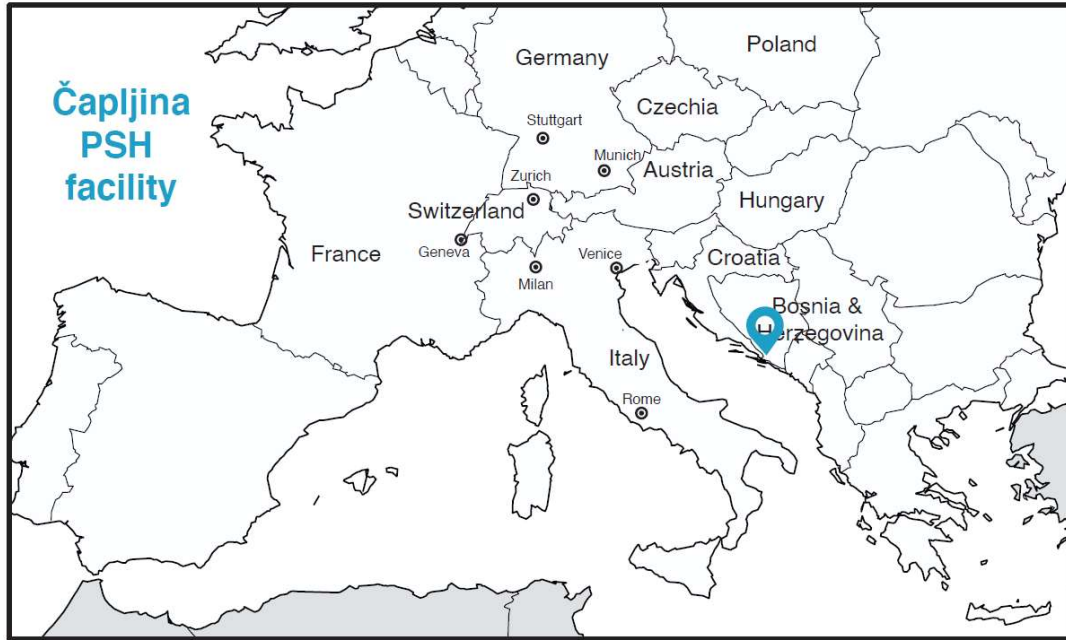 Čapljina
PSH
facility
Germany
Poland
Czechia
Stuttgart
Munich
Austria
Zurich
Switzerland
Hungary
France
Geneva
Milan
Venice
Croatia
Bosnia &
Herzegovina
Italy
Rome